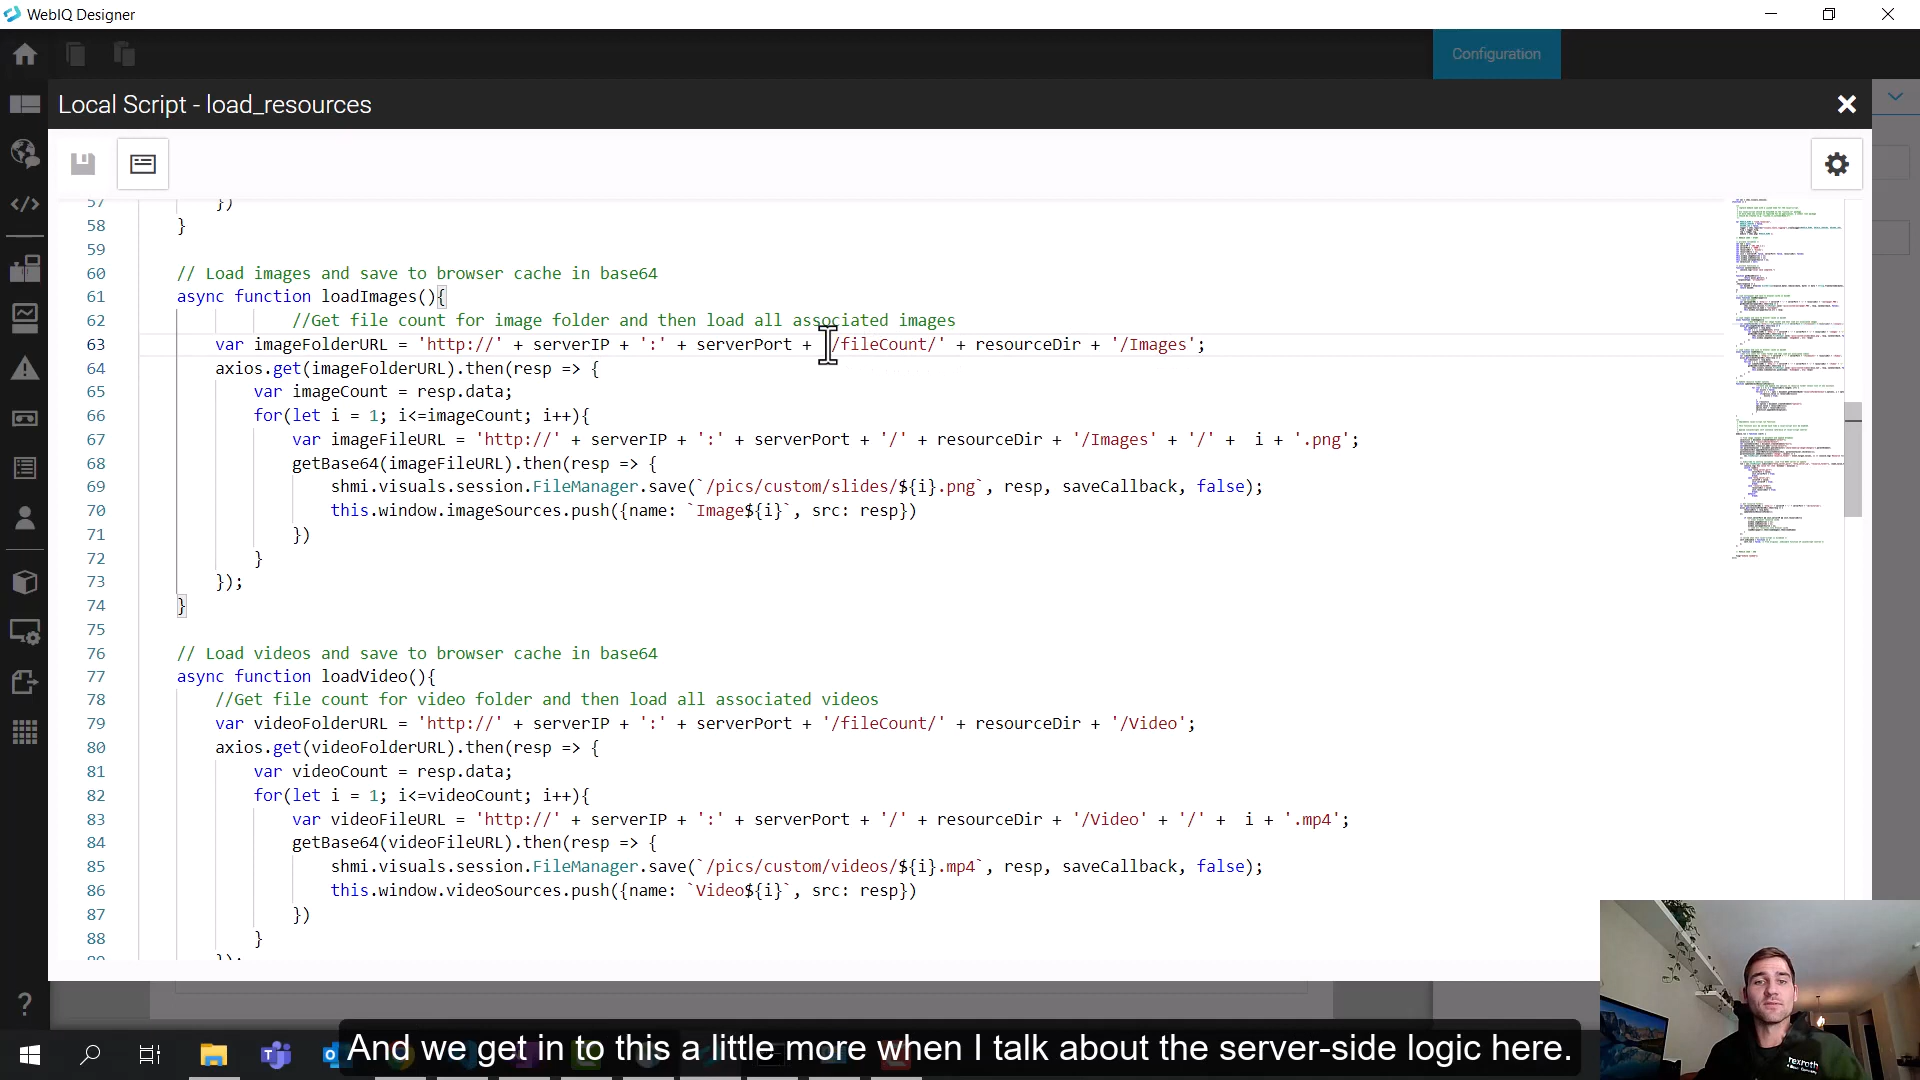 WebIQ Designer
Configuration
Local Script - load_resources
57 })
58 }
59
60 // Load images and save to browser cache in base64
61 async function loadImages(){
62 //Get file count for image folder and then load all associated images
63 var imageFolderURL = 'http://' + serverIP + ':' + serverPort + '/fileCount/' + resourceDir + '/Images';
64 axios.get(imageFolderURL).then(resp => {
65 var imageCount = resp.data;
66 for(let i = 1; i<=imageCount; i++){
67 var imageFileURL = 'http://' + serverIP + ':' + serverPort + '/' + resourceDir + '/Images' + '/' + i + '.png';
68 getBase64(imageFileURL).then(resp => {
69 shmi.visuals.session.FileManager.save(`/pics/custom/slides/${i}.png`, resp, saveCallback, false);
70 this.window.imageSources.push({name: `Image${i}`, src: resp})
71 })
72 }
73 });
74 }
75
76 // Load videos and save to browser cache in base64
77 async function loadVideo(){
78 //Get file count for video folder and then load all associated videos
79 var videoFolderURL = 'http://' + serverIP + ':' + serverPort + '/fileCount/' + resourceDir + '/Video';
80 axios.get(videoFolderURL).then(resp => {
81 var videoCount = resp.data;
82 for(let i = 1; i<=videoCount; i++){
83 var videoFileURL = 'http://' + serverIP + ':' + serverPort + '/' + resourceDir + '/Video' + '/' + i + '.mp4';
84 getBase64(videoFileURL).then(resp => {
85 shmi.visuals.session.FileManager.save(`/pics/custom/videos/${i}.mp4`, resp, saveCallback, false);
86 this.window.videoSources.push({name: `Video${i}`, src: resp})
87 })
88 }
89 });
rexroth
And we get in to this a little more when I talk about the server-side logic here.